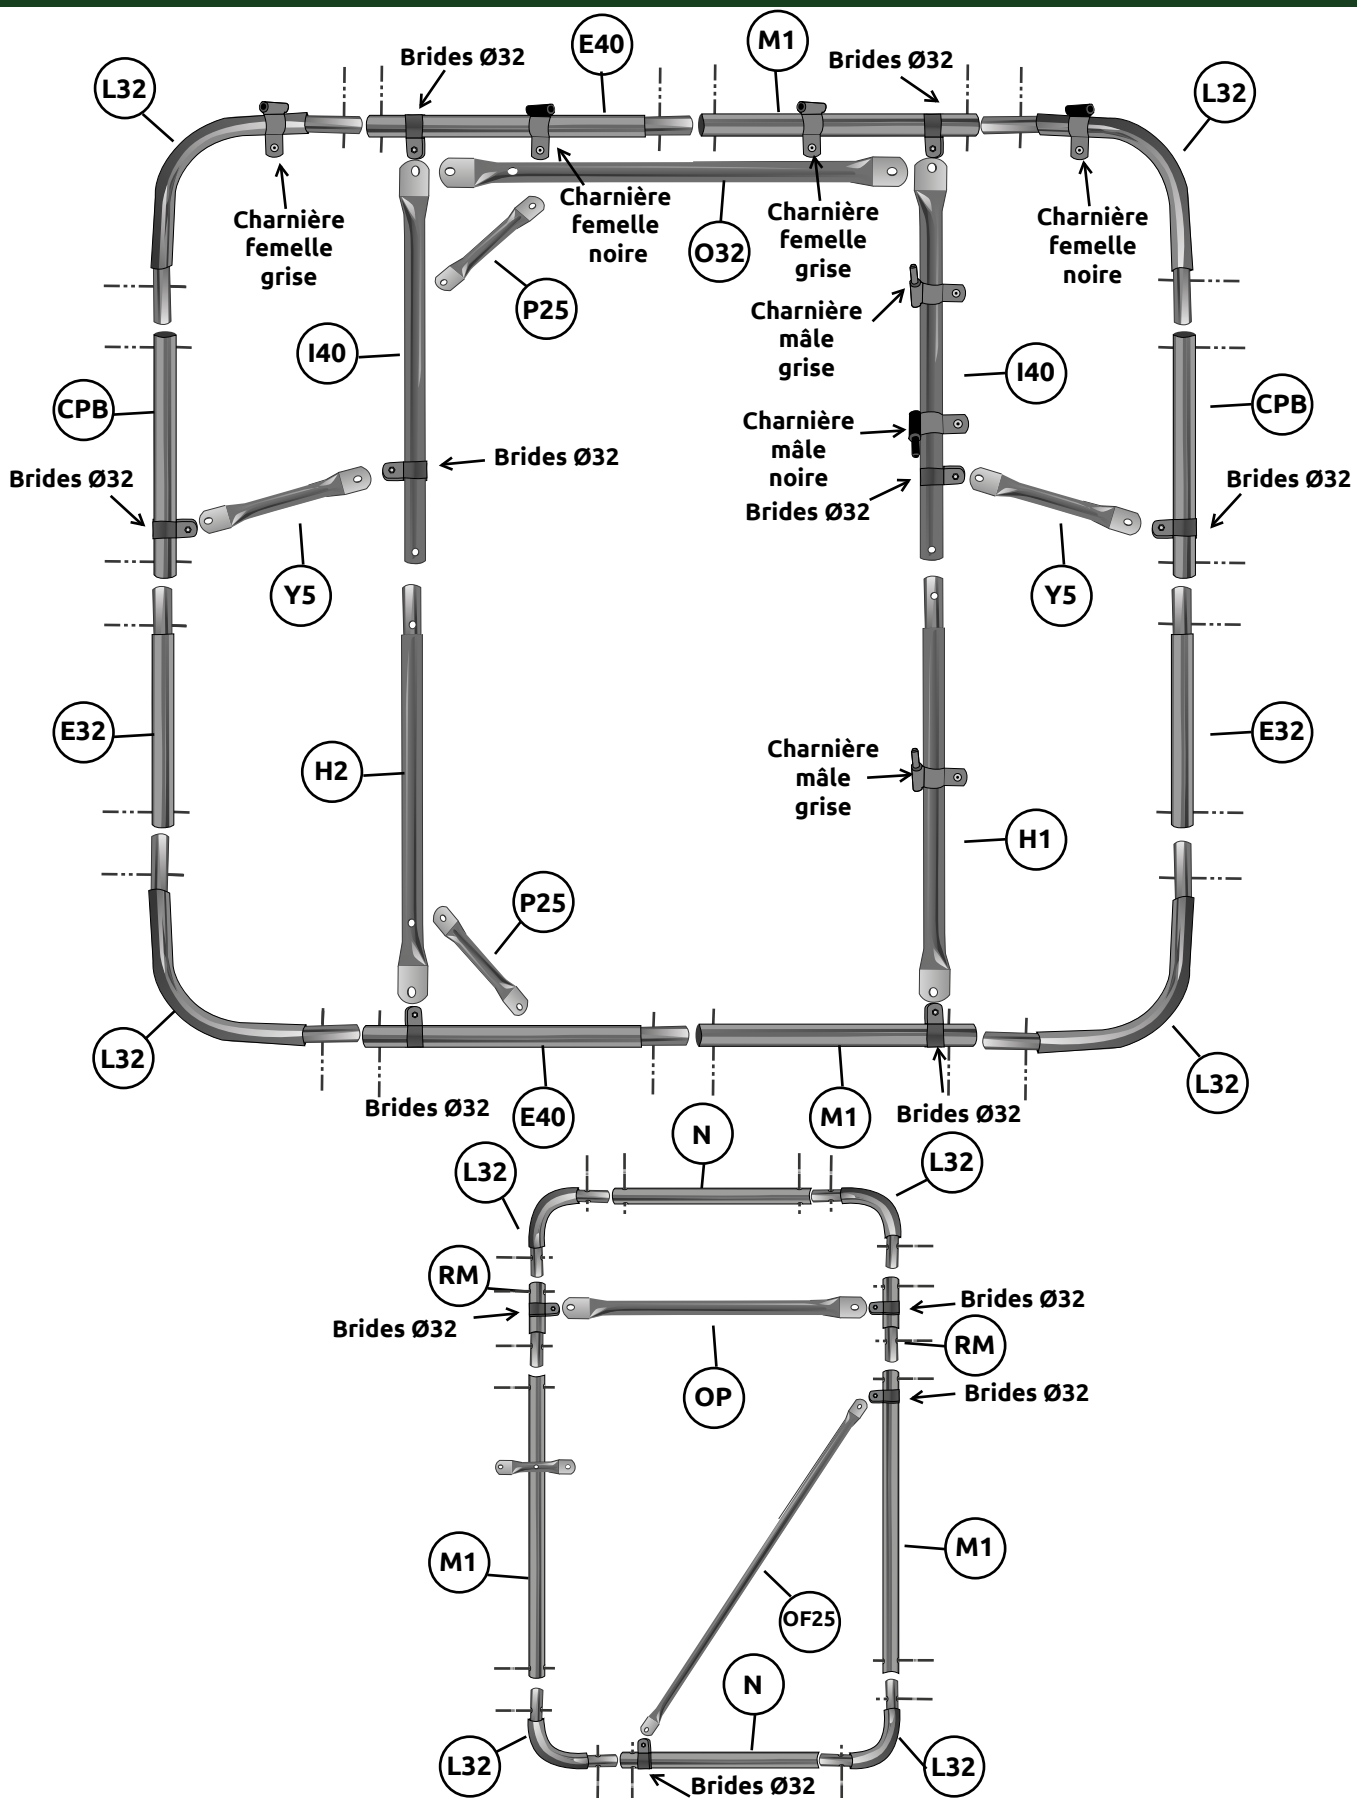 E40
M1
Brides Ø32
Brides Ø32
L32
L32
Charnière
femelle
grise
Charnière
femelle
noire
Charnière
femelle
grise
Charnière
femelle
noire
O32
P25
Charnière
mâle
grise
I40
I40
CPB
CPB
Charnière
mâle
noire
Brides Ø32
Brides Ø32
Brides Ø32
Brides Ø32
Y5
Y5
E32
E32
H2
Charnière
mâle
grise
H1
P25
L32
L32
Brides Ø32
E40
M1
Brides Ø32
N
L32
L32
RM
Brides Ø32
Brides Ø32
RM
OP
Brides Ø32
M1
M1
OF25
N
L32
L32
Brides Ø32